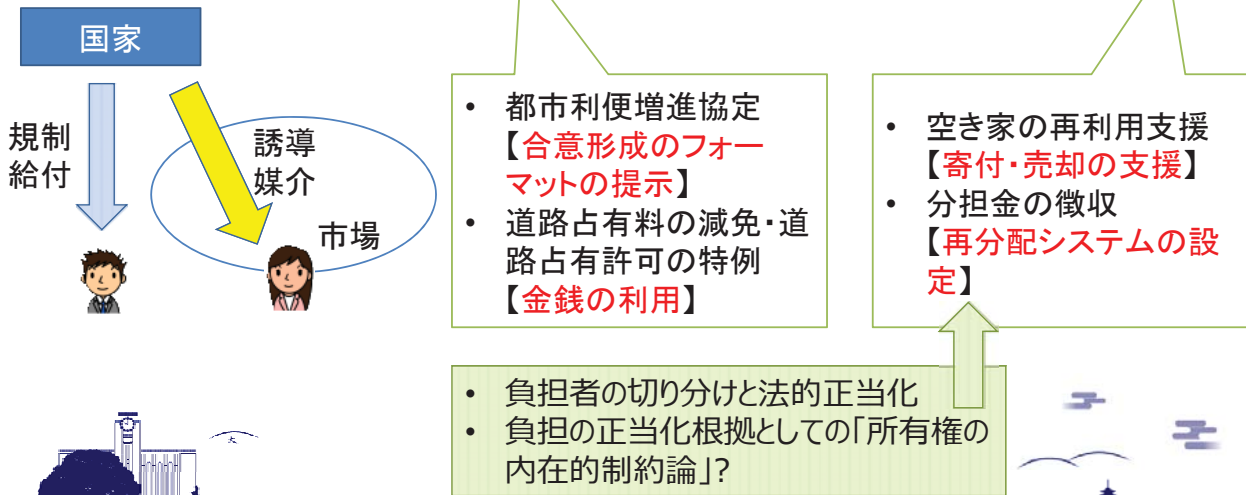 国家
規制
給付
誘導
媒介
市場
• 都市利便増進協定
【合意形成のフォー
マットの提示】
• 道路占有料の減免・道
路占有許可の特例
【金銭の利用】
• 空き家の再利用支援
【寄付・売却の支援】
• 分担金の徴収
【再分配システムの設
定】
• 負担者の切り分けと法的正当化
• 負担の正当化根拠としての「所有権の
内在的制約論」?
大